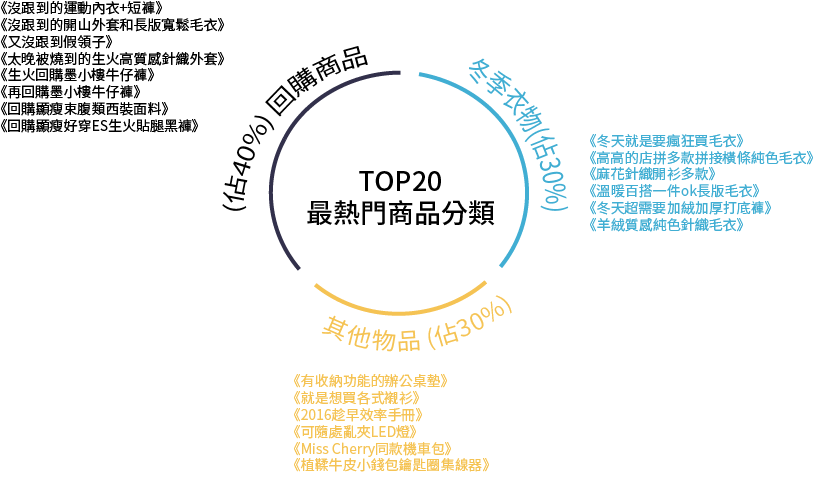 《沒跟到的運動內衣+短褲》
《沒跟到的開山外套和長版寬鬆毛衣》
《又沒跟到假領子》
《太晚被燒到的生火高質感針織外套》
《生火回購墨小樓牛仔褲》
《再回購墨小樓牛仔褲》
《回購顯瘦束腹類西裝面料》
《回購顯瘦好穿ES生火貼腿黑褲》
(佔40%) 回購商品
冬季衣物(佔30%)
《冬天就是要瘋狂買毛衣》
《高高的店拼多款拼接橫條純色毛衣》
《麻花針織開衫多款》
《溫暖百搭一件ok長版毛衣》
《冬天超需要加絨加厚打底褲》
《羊絨質感純色針織毛衣》
TOP20
最熱門商品分類
其他物品 (佔30%)
《有收納功能的辦公桌墊》
《就是想買各式襯衫》
《2016趁早效率手冊》
《可隨處亂夾LED燈》
《Miss Cherry同款機車包》
《植鞣牛皮小錢包鑰匙圈集線器》